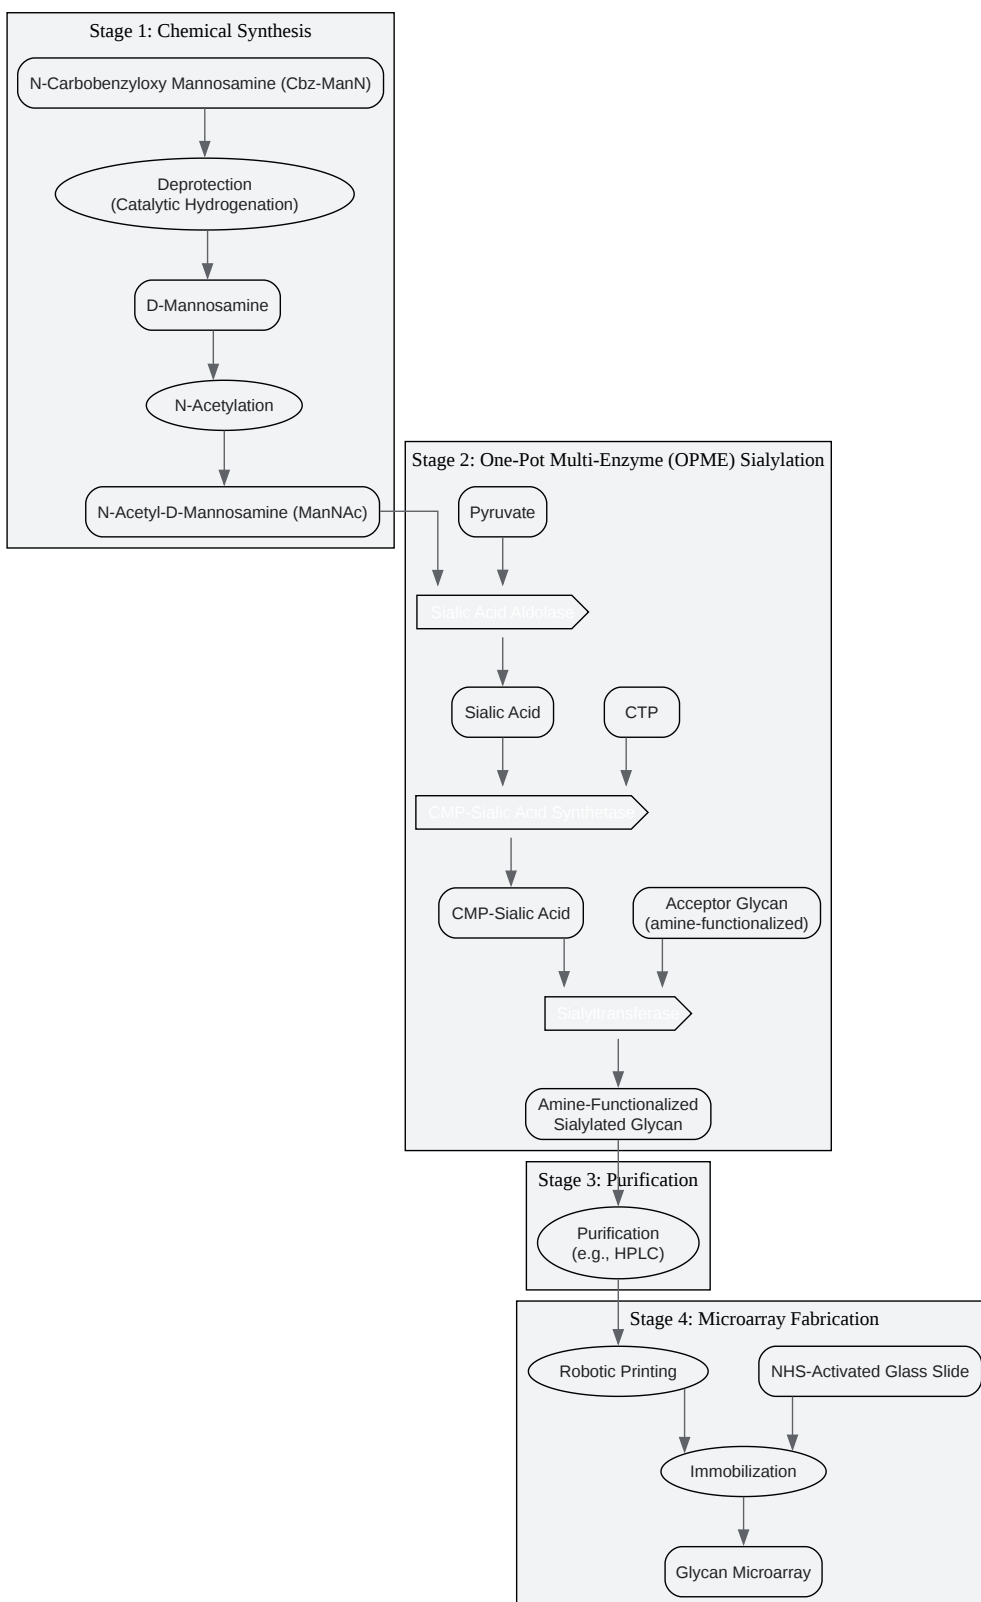 Stage 1: Chemical Synthesis
N-Carbobenzyloxy Mannosamine (Cbz-ManN)
Deprotection
(Catalytic Hydrogenation)
D-Mannosamine
N-Acetylation
N-Acetyl-D-Mannosamine (ManNAc)
Stage 2: One-Pot Multi-Enzyme (OPME) Sialylation
Pyruvate
Sialic Acid Aldolase
Sialic Acid
CTP
CMP-Sialic Acid Synthetase
CMP-Sialic Acid
Acceptor Glycan
(amine-functionalized)
Sialyltransferase
Amine-Functionalized
Sialylated Glycan
Stage 3: Purification
Purification
(e.g., HPLC)
Stage 4: Microarray Fabrication
Robotic Printing
NHS-Activated Glass Slide
Immobilization
Glycan Microarray